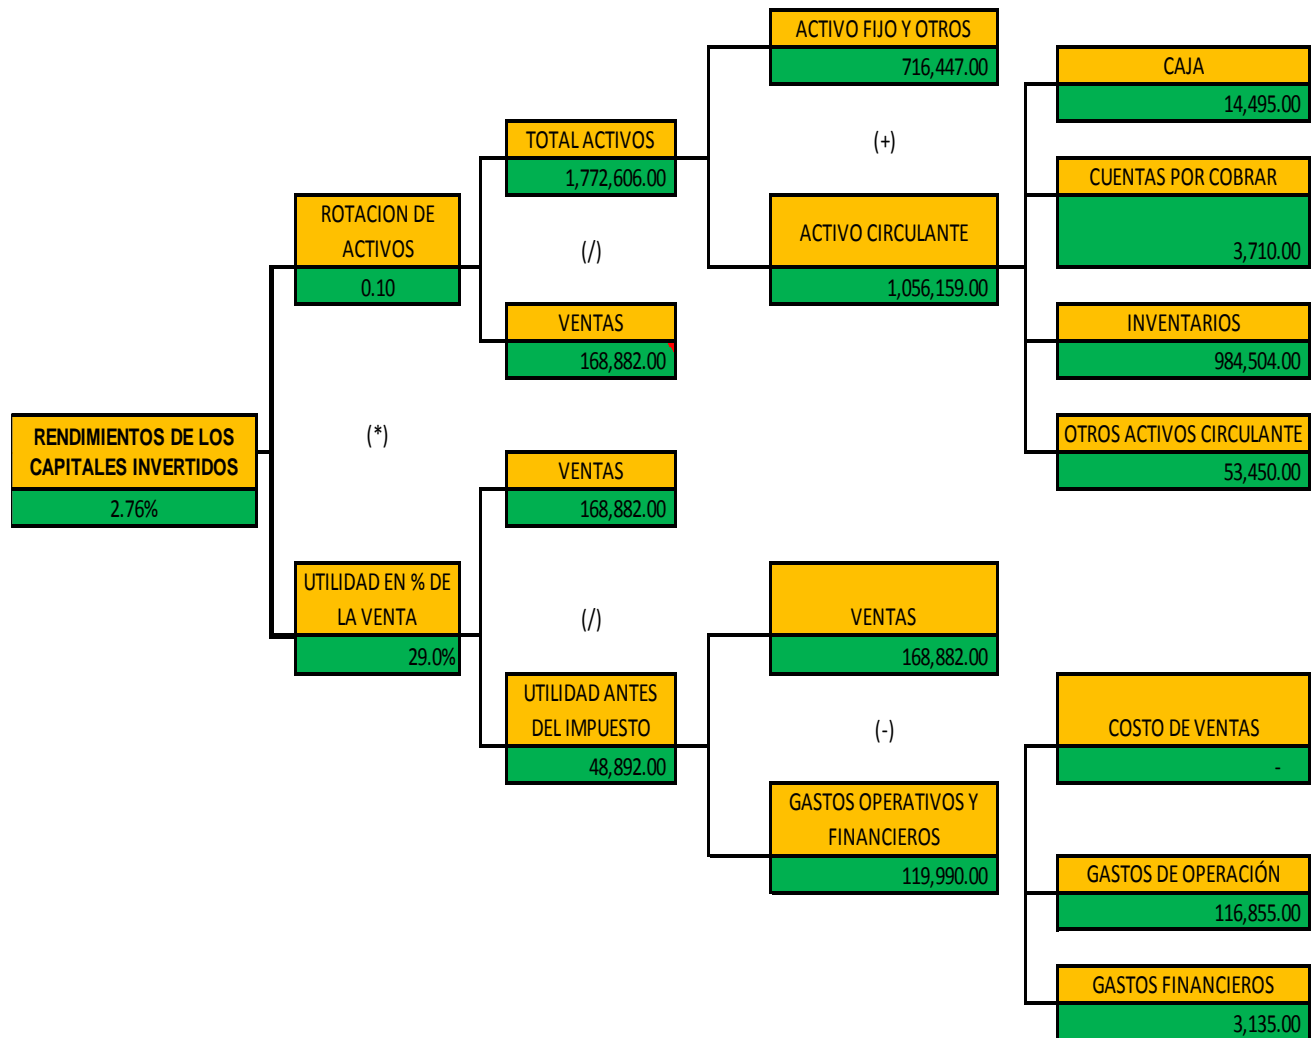 ACTIVO FIJO Y OTROS
716,447.00
CAJA
14,495.00
TOTAL ACTIVOS
1,772,606.00
(+)
CUENTAS POR COBRAR
3,710.00
ROTACION DE
ACTIVOS
0.10
(/)
ACTIVO CIRCULANTE
1,056,159.00
VENTAS
168,882.00
INVENTARIOS
984,504.00
RENDIMIENTOS DE LOS
CAPITALES INVERTIDOS
2.76%
(*)
OTROS ACTIVOS CIRCULANTE
53,450.00
VENTAS
168,882.00
UTILIDAD EN % DE
LA VENTA
29.0%
(/)
VENTAS
168,882.00
UTILIDAD ANTES
DEL IMPUESTO
48,892.00
(-)
COSTO DE VENTAS
-
GASTOS OPERATIVOS Y
FINANCIEROS
119,990.00
GASTOS DE OPERACIÓN
116,855.00
GASTOS FINANCIEROS
3,135.00